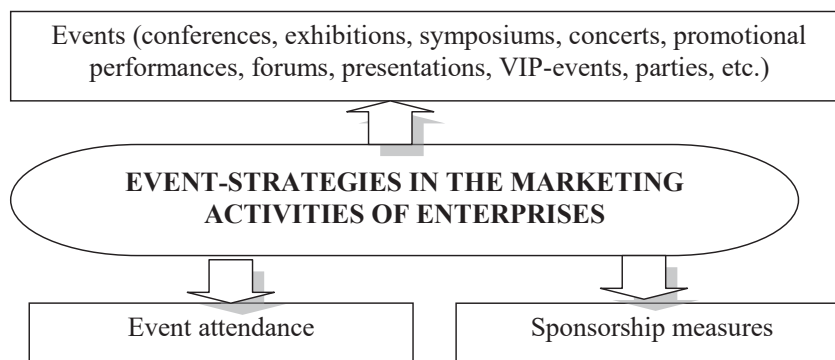 Events (conferences, exhibitions, symposiums, concerts, promotional
performances, forums, presentations, VIP-events, parties, etc.)
EVENT-STRATEGIES IN THE MARKETING
ACTIVITIES OF ENTERPRISES
Event attendance
Sponsorship measures